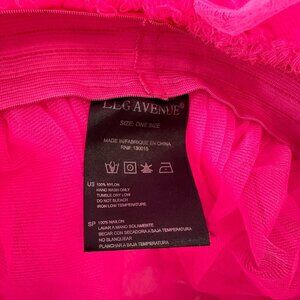 LEG AVENUE®
SIZE: ONE SIZE
MADE IN/FABRIQUÉ EN CHINA
RN#: 130015
US 100% NYLON
HAND WASH ONLY
TUMBLE DRY LOW
DO NOT BLEACH
IRON LOW TEMPERATURE
SP 100% NAILON
LAVAR A MANO SOLAMENTE
SECAR CON SECADORA A BAJA TEMPERATURA
NO BLANQUEAR
PLANCHAR A BAJA TEMPERATURA